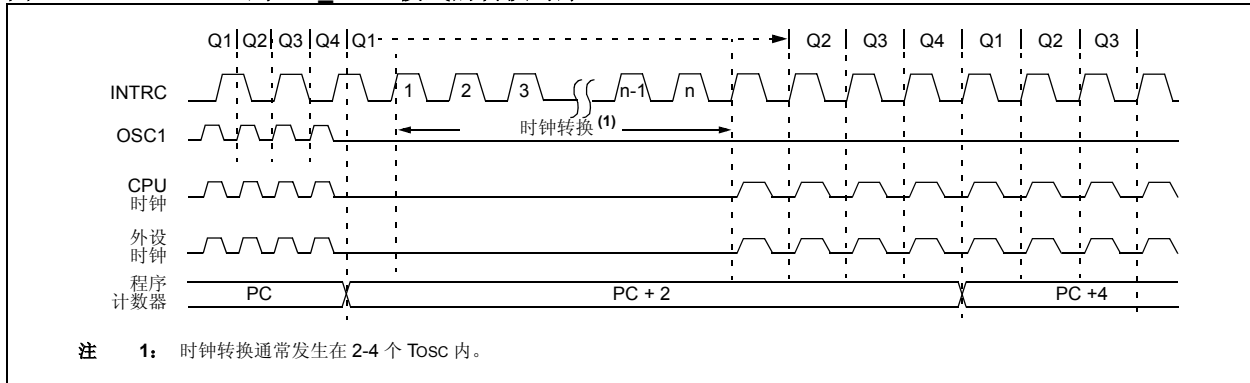 Q1 Q2 Q3 Q4 Q1 Q2 Q3 Q4 Q1 Q2 Q3
INTRC 1 2 3 n-1 n
OSC1 时钟转换(1)
CPU
时钟
外设
时钟
程序
计数器
PC PC + 2 PC +4
注 1: 时钟转换通常发生在 2-4 个 TOSC 内。